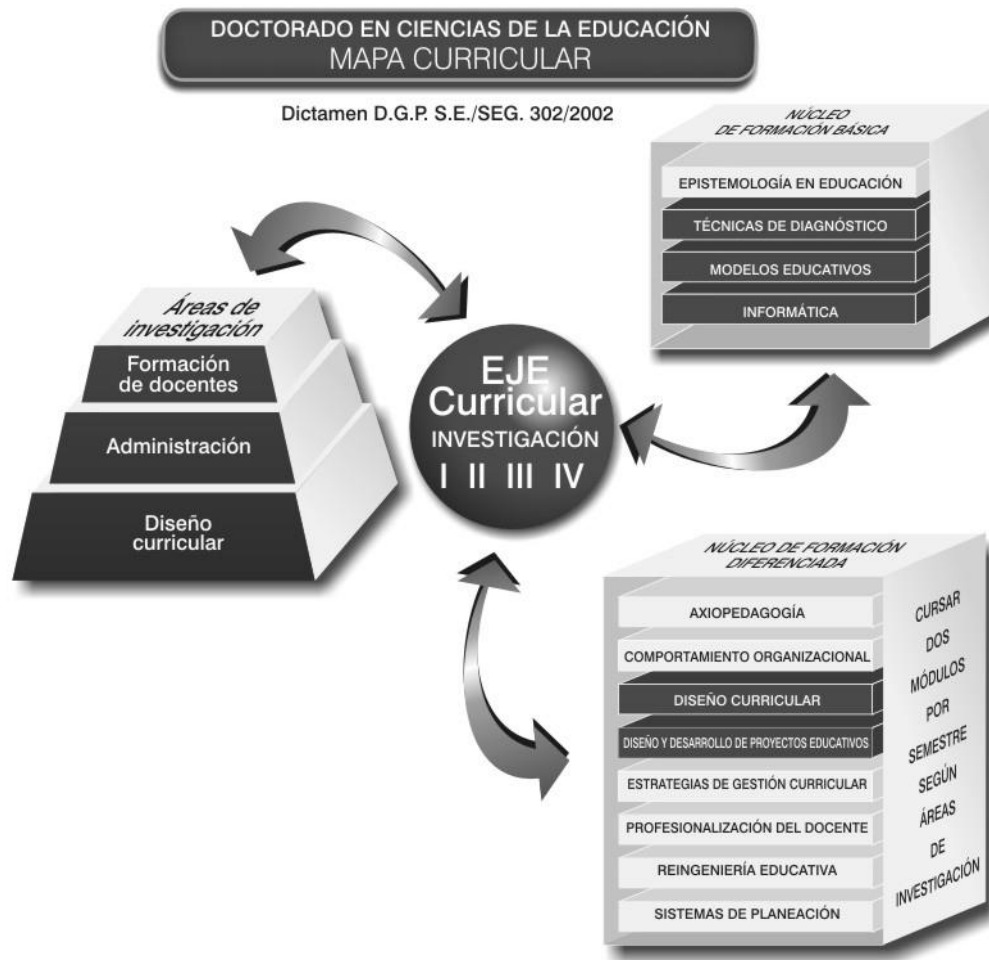 DOCTORADO EN CIENCIAS DE LA EDUCACIÓN
MAPA CURRICULAR
Dictamen D.G.P. S.E./SEG. 302/2002
NÚCLEO
DE FORMACIÓN BÁSICA
EPISTEMOLOGÍA EN EDUCACIÓN
TÉCNICAS DE DIAGNÓSTICO
MODELOS EDUCATIVOS
INFORMÁTICA
Áreas de
investigación
Formación
de docentes
Administración
Diseño
curricular
EJE
Curricular
INVESTIGACIÓN
I II III IV
NÚCLEO DE FORMACIÓN
DIFERENCIADA
AXIOPEDAGOGÍA
COMPORTAMIENTO ORGANIZACIONAL
DISEÑO CURRICULAR
DISEÑO Y DESARROLLO DE PROYECTOS EDUCATIVOS
ESTRATEGIAS DE GESTIÓN CURRICULAR
PROFESIONALIZACIÓN DEL DOCENTE
REINGENIERÍA EDUCATIVA
SISTEMAS DE PLANEACIÓN
CURSAR
DOS
MÓDULOS
POR
SEMESTRE
SEGÚN
ÁREAS
DE
INVESTIGACIÓN